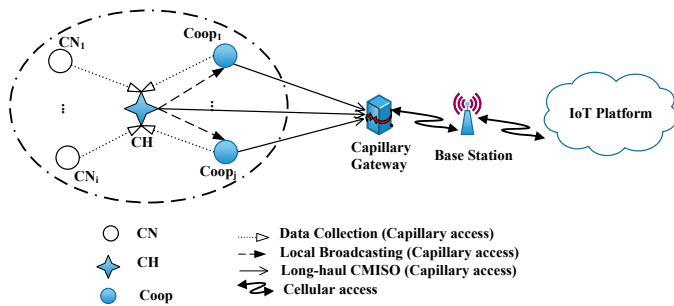 CN1
Coop1
...
...
CH
CNi
Coopj
Capillary
Gateway
Base Station
IoT Platform
CN
CH
Coop
Data Collection (Capillary access)
Local Broadcasting (Capillary access)
Long-haul CMISO (Capillary access)
Cellular access